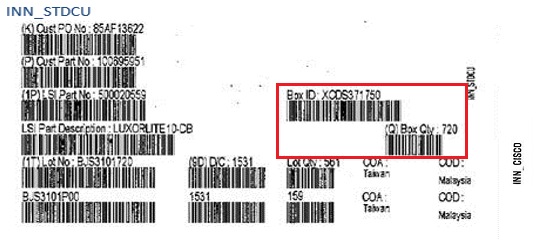 INN_STDCU
(K) Cust PO No : 85AF13622
(P) Cust Part No : 100695951
(1P) LSI Part No : 500020559
Box ID : XCDS371750
LSI Part Description : LUXORLITE10-DB
(Q) Box Qty : 720
(1T) Lot No : BJS3101720 (9D) D/C : 1531 Lot Qty : 561 COA : Taiwan COD : Malaysia
BJS3101P00 1531 159 COA : Taiwan COD : Malaysia
INN_STDCU
INN_CISCO